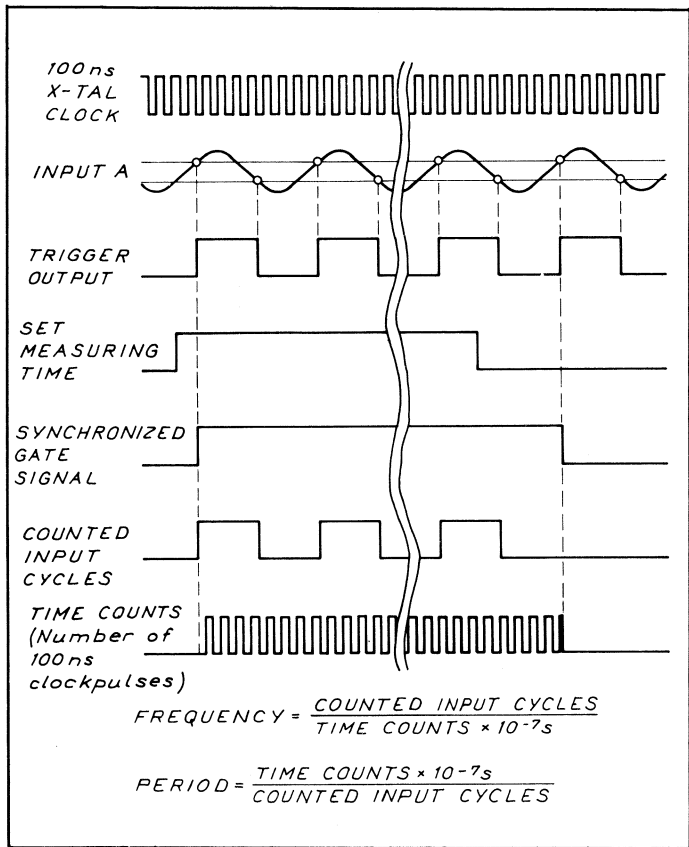 100ns
X-TAL
CLOCK
INPUT A
TRIGGER
OUTPUT
SET
MEASURING
TIME
SYNCHRONIZED
GATE
SIGNAL
COUNTED
INPUT
CYCLES
TIME COUNTS
(Number of
100ns
clockpulses)
FREQUENCY = COUNTED INPUT CYCLES
TIME COUNTS × 10-7s
PERIOD = TIME COUNTS × 10-7s
COUNTED INPUT CYCLES